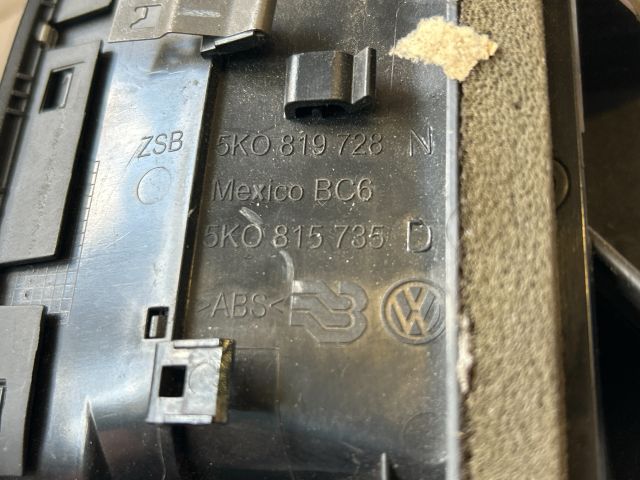 ZSB 5K0 819 728 N
Mexico BC6
5K0 815 735 D
>ABS<